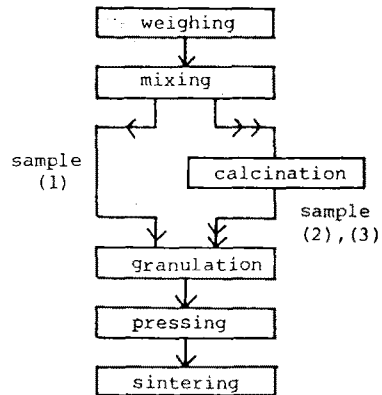 weighing
mixing
sample
(1)
calcination
sample
(2),(3)
granulation
pressing
sintering